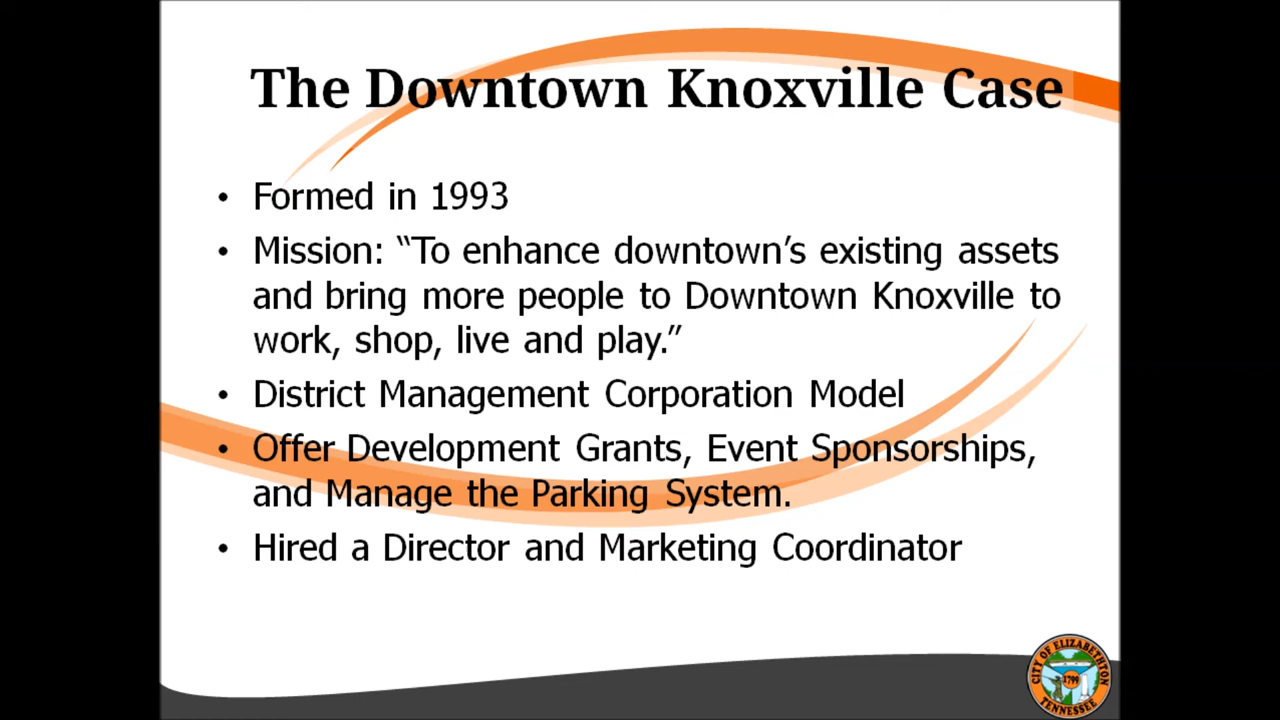 The Downtown Knoxville Case
• Formed in 1993
• Mission: “To enhance downtown’s existing assets
and bring more people to Downtown Knoxville to
work, shop, live and play.”
• District Management Corporation Model
• Offer Development Grants, Event Sponsorships,
and Manage the Parking System.
• Hired a Director and Marketing Coordinator
CITY OF ELIZABETHTON
1799
TENNESSEE